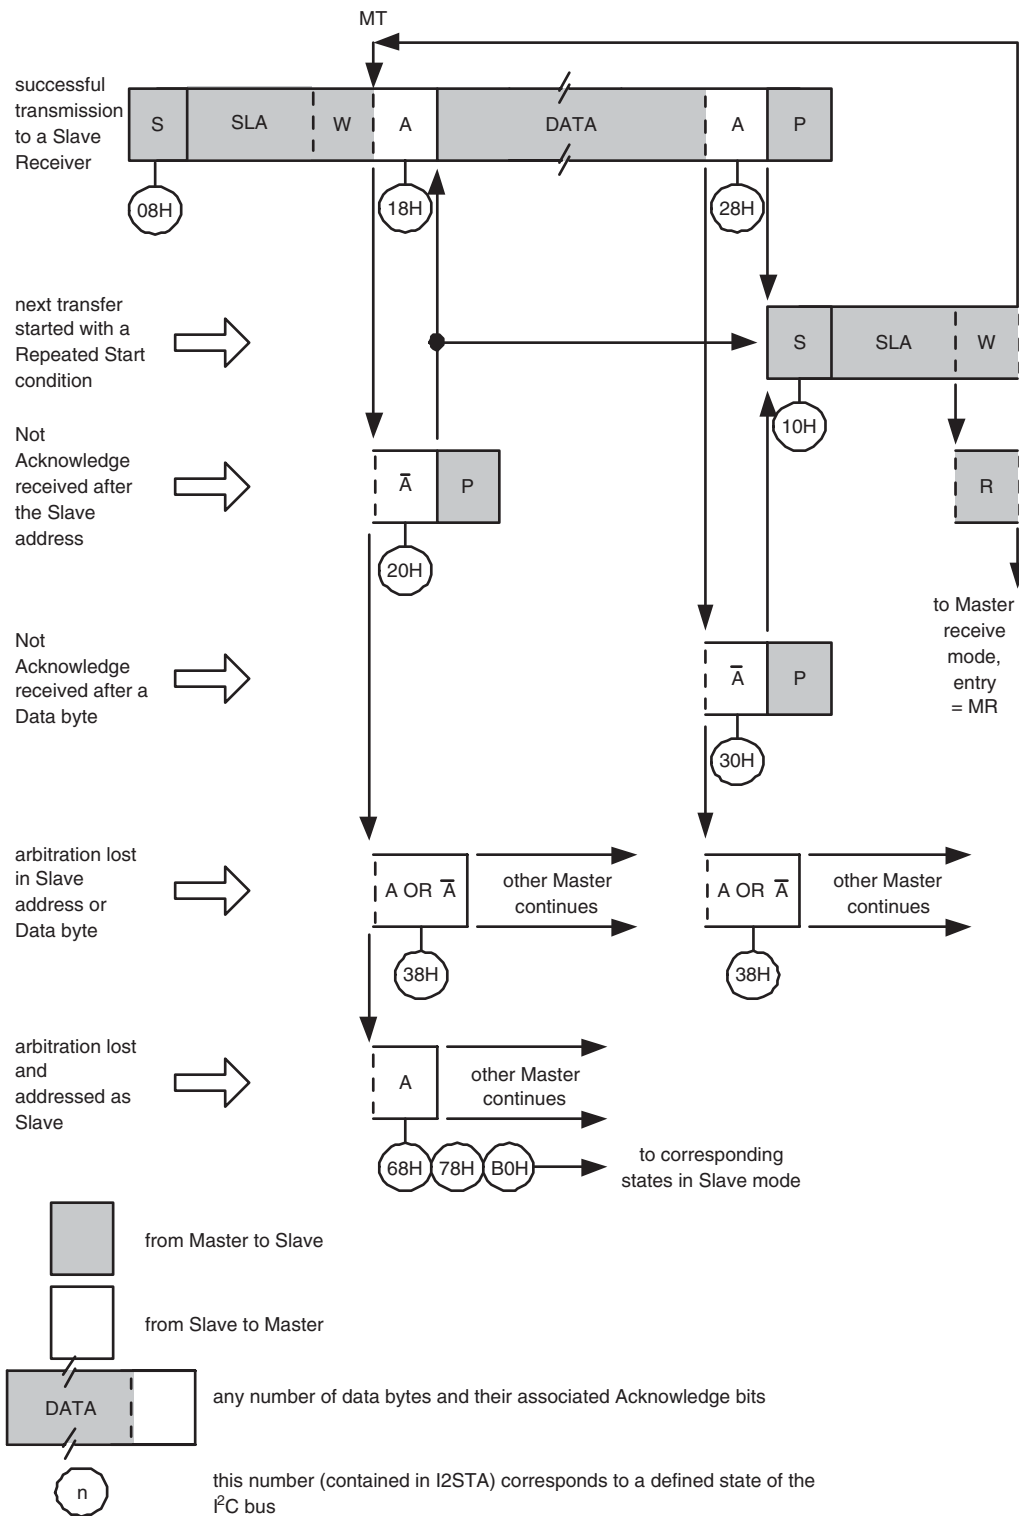 MT
successful
transmission
to a Slave
Receiver
S SLA W A DATA A P
08H 18H 28H
next transfer
started with a
Repeated Start
condition
S SLA W
10H
Not
Acknowledge
received after
the Slave
address
A̅ P
R
20H
to Master
receive
mode,
entry
= MR
Not
Acknowledge
received after a
Data byte
A̅ P
30H
arbitration lost
in Slave
address or
Data byte
A OR A̅
other Master
continues
A OR A̅
other Master
continues
38H 38H
arbitration lost
and
addressed as
Slave
A
other Master
continues
68H 78H B0H
to corresponding
states in Slave mode
from Master to Slave
from Slave to Master
DATA
any number of data bytes and their associated Acknowledge bits
n
this number (contained in I2STA) corresponds to a defined state of the
I²C bus